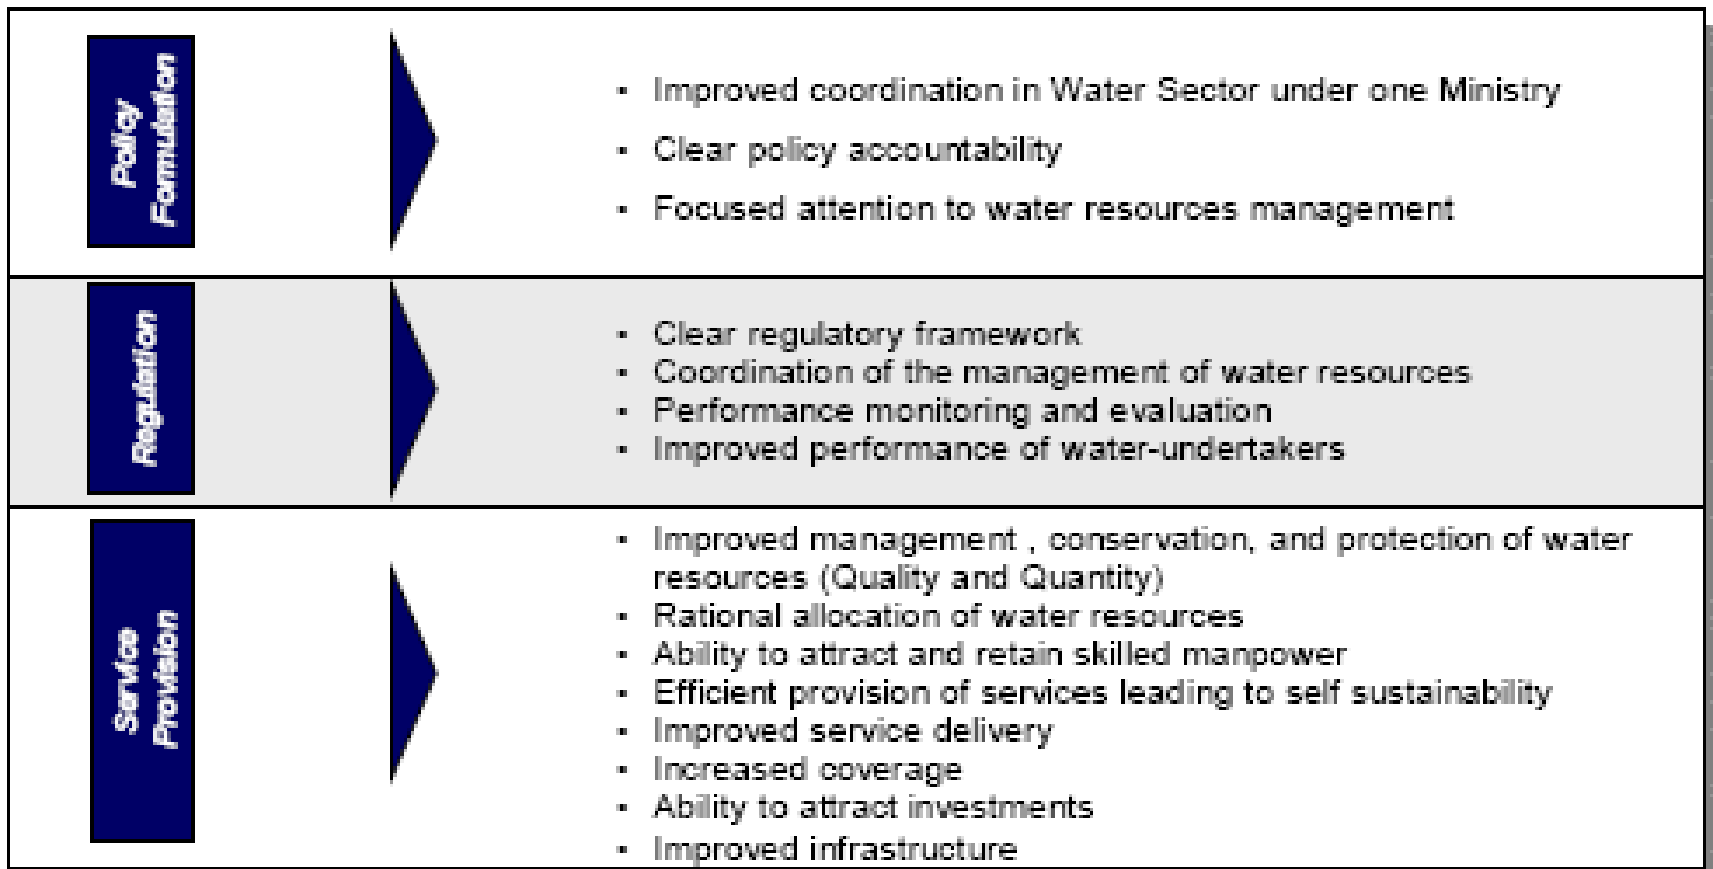 Policy
Formulation
▪ Improved coordination in Water Sector under one Ministry
▪ Clear policy accountability
▪ Focused attention to water resources management
Regulation
▪ Clear regulatory framework
▪ Coordination of the management of water resources
▪ Performance monitoring and evaluation
▪ Improved performance of water-undertakers
Service
Provision
▪ Improved management , conservation, and protection of water
resources (Quality and Quantity)
▪ Rational allocation of water resources
▪ Ability to attract and retain skilled manpower
▪ Efficient provision of services leading to self sustainability
▪ Improved service delivery
▪ Increased coverage
▪ Ability to attract investments
▪ Improved infrastructure